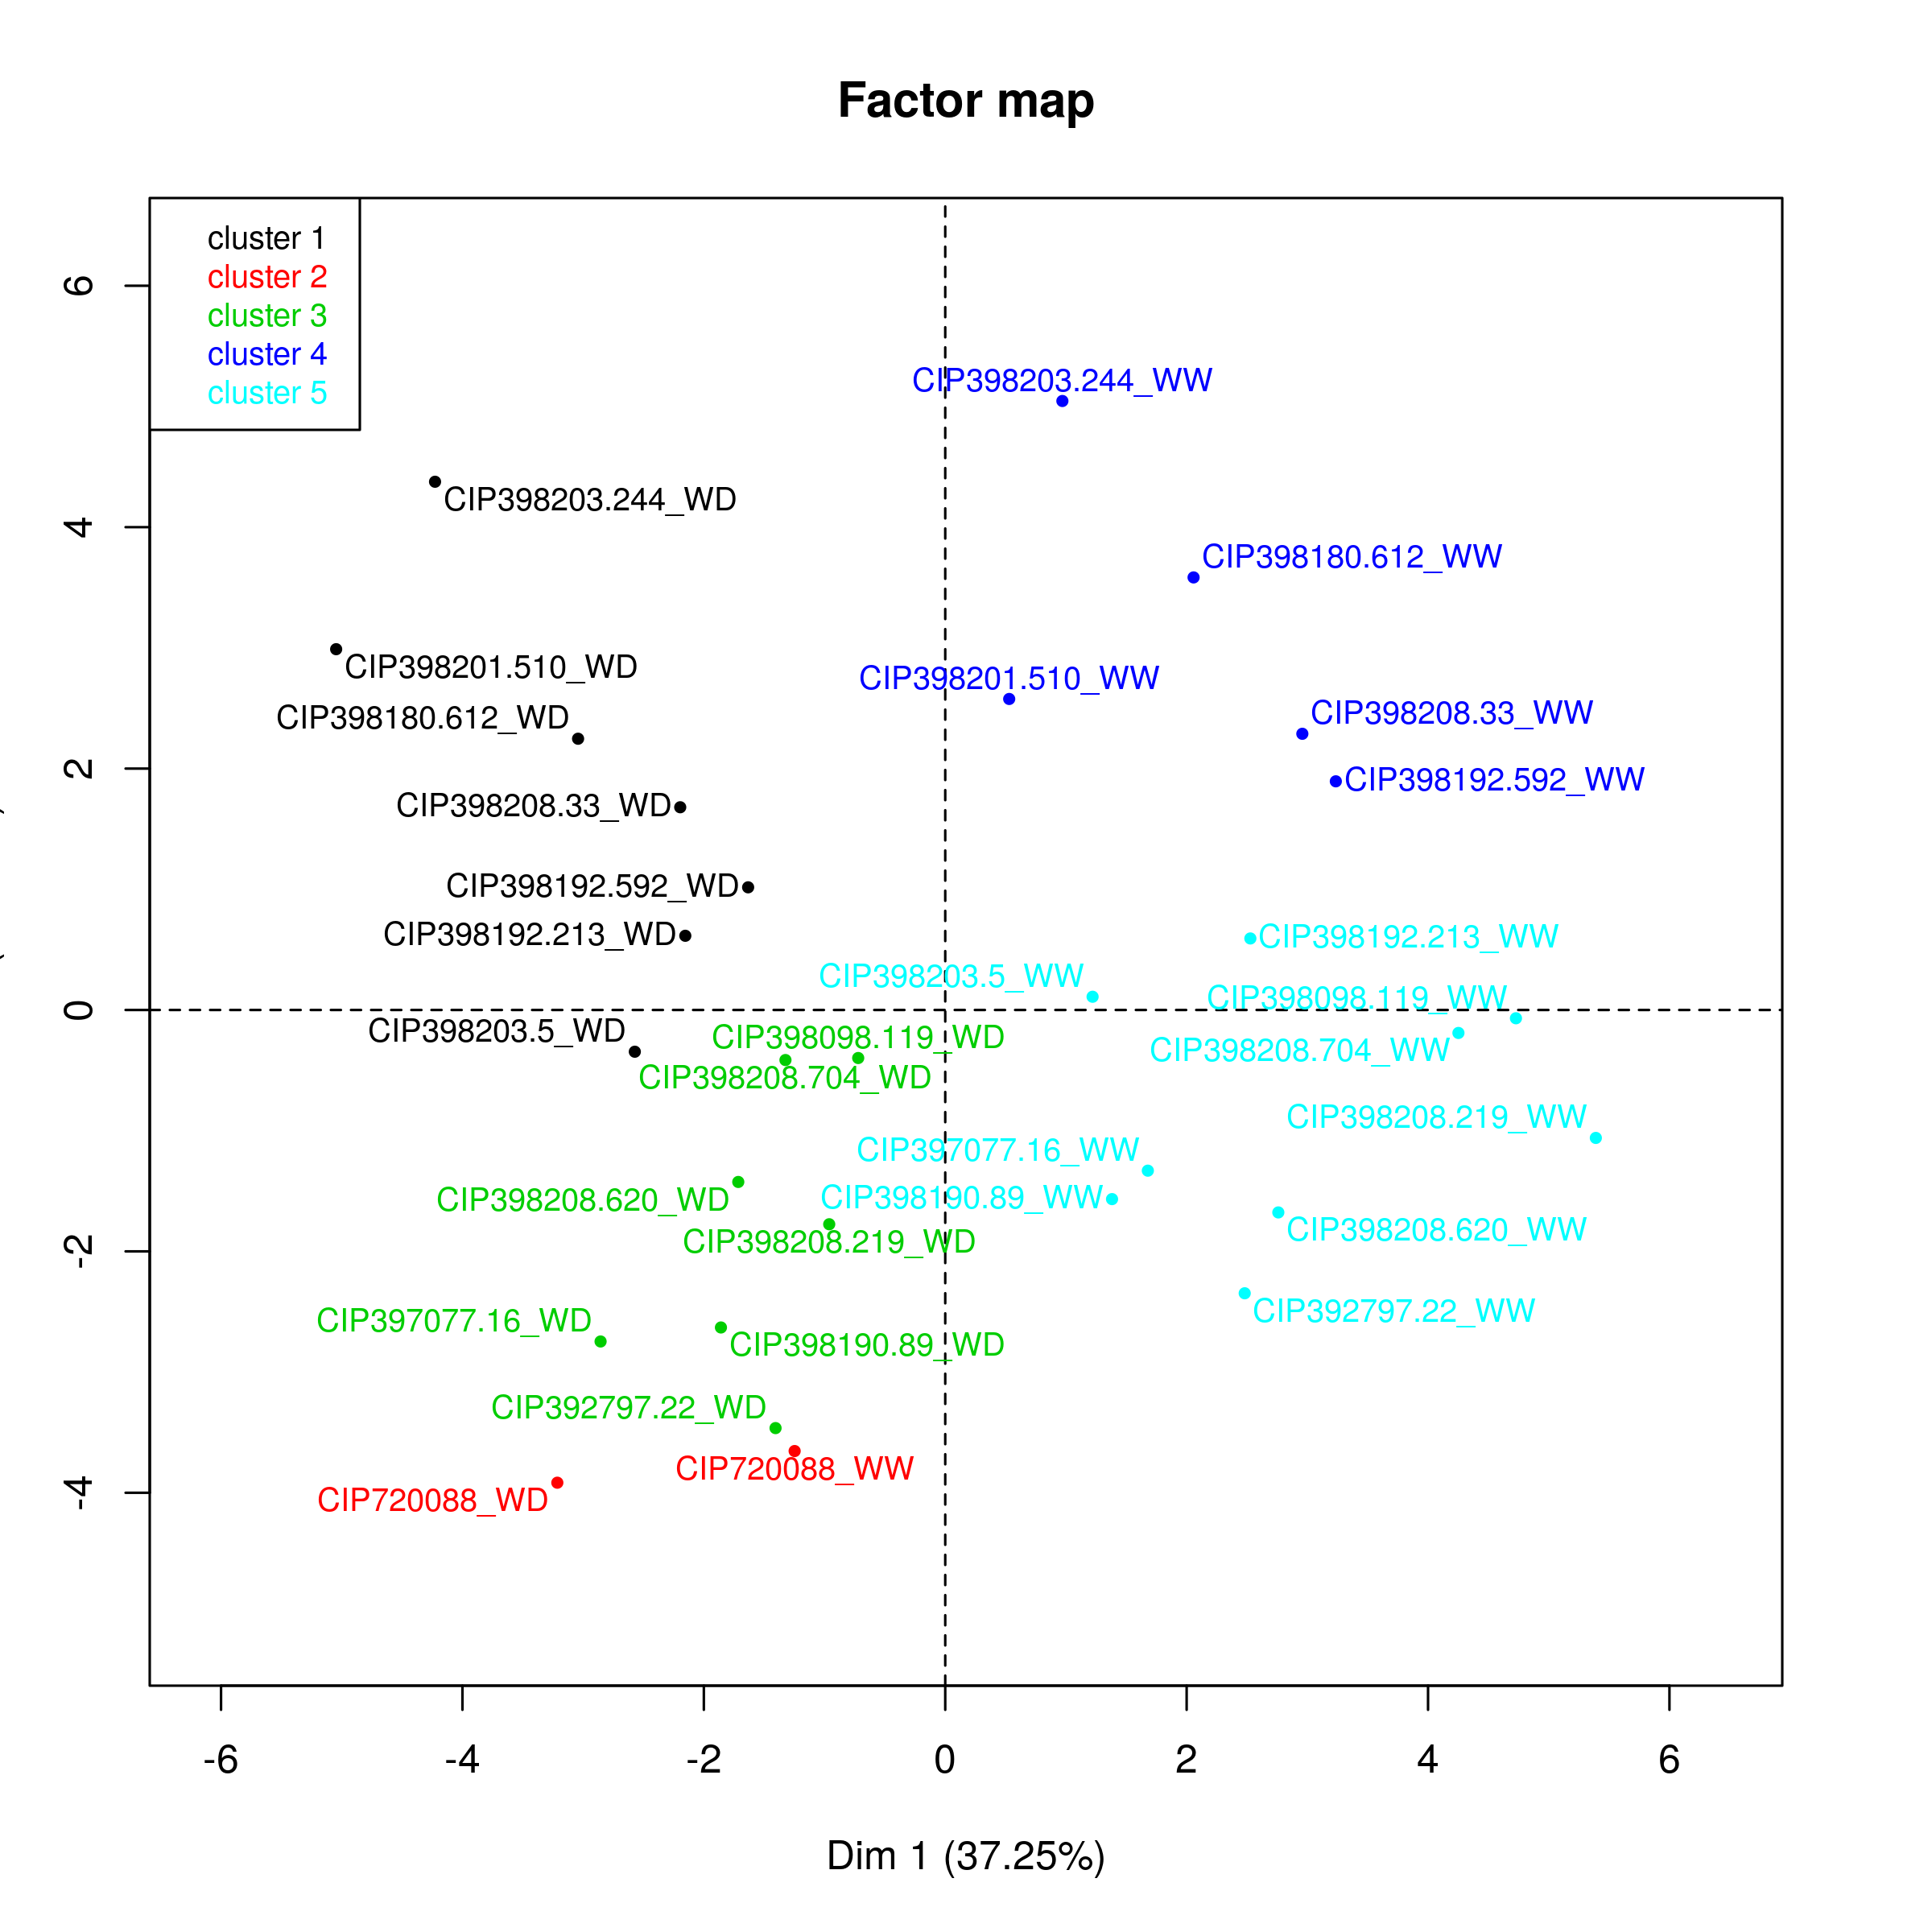 Factor map
cluster 1
cluster 2
cluster 3
cluster 4
cluster 5
6
4
2
0
-2
-4
CIP398203.244_WW
CIP398203.244_WD
CIP398180.612_WW
CIP398201.510_WD
CIP398201.510_WW
CIP398180.612_WD
CIP398208.33_WW
CIP398192.592_WW
CIP398208.33_WD
CIP398192.592_WD
CIP398192.213_WD
CIP398192.213_WW
CIP398203.5_WW
CIP398098.119_WW
CIP398203.5_WD
CIP398098.119_WD
CIP398208.704_WW
CIP398208.704_WD
CIP398208.219_WW
CIP397077.16_WW
CIP398190.89_WW
CIP398208.620_WD
CIP398208.620_WW
CIP398208.219_WD
CIP392797.22_WW
CIP397077.16_WD
CIP398190.89_WD
CIP392797.22_WD
CIP720088_WW
CIP720088_WD
-6
-4
-2
0
2
4
6
Dim 1 (37.25%)